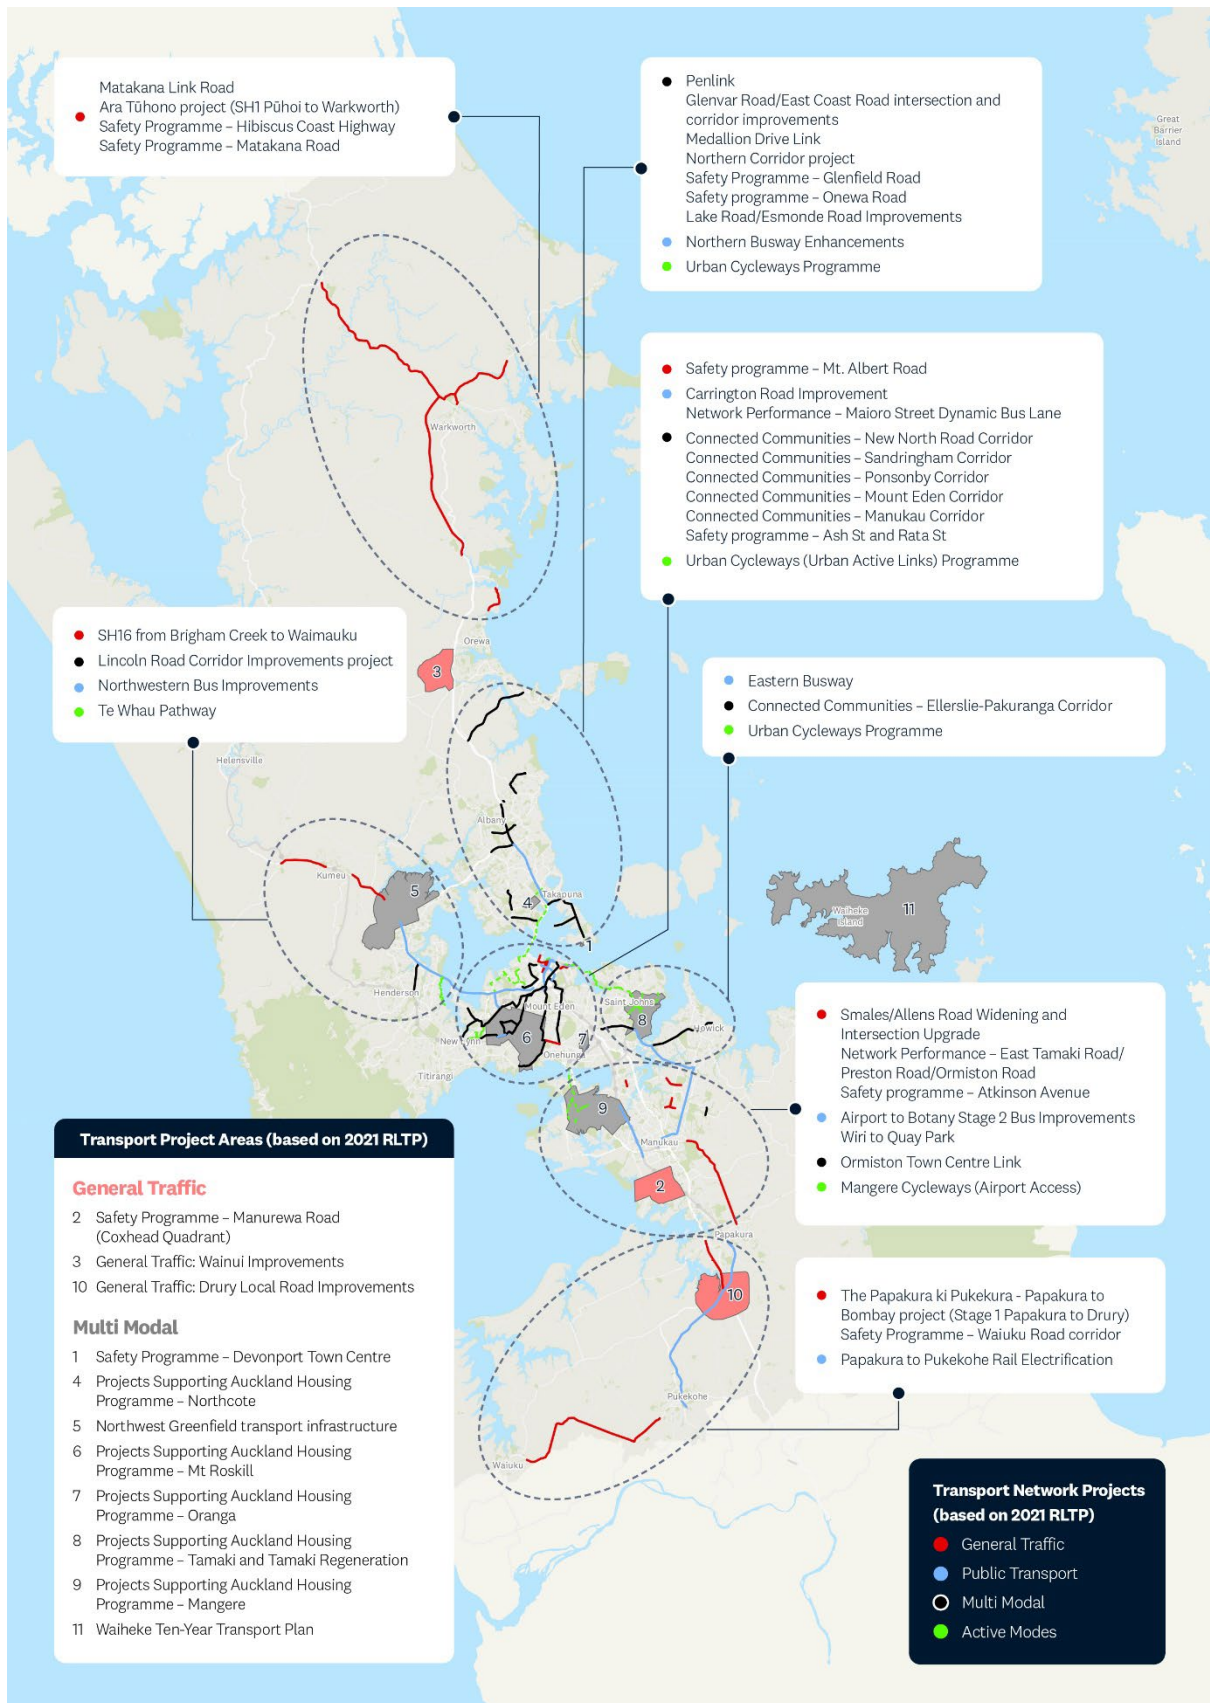 Matakana Link Road
Ara Tūhono project (SH1 Pūhoi to Warkworth)
Safety Programme – Hibiscus Coast Highway
Safety Programme – Matakana Road
Penlink
Glenvar Road/East Coast Road intersection and
corridor improvements
Medallion Drive Link
Northern Corridor project
Safety Programme – Glenfield Road
Safety programme – Onewa Road
Lake Road/Esmonde Road Improvements
Northern Busway Enhancements
Urban Cycleways Programme
Great
Barrier
Island
Safety programme – Mt. Albert Road
Carrington Road Improvement
Network Performance – Maioro Street Dynamic Bus Lane
Connected Communities – New North Road Corridor
Connected Communities – Sandringham Corridor
Connected Communities – Ponsonby Corridor
Connected Communities – Mount Eden Corridor
Connected Communities – Manukau Corridor
Safety programme – Ash St and Rata St
Urban Cycleways (Urban Active Links) Programme
Warkworth
SH16 from Brigham Creek to Waimauku
Lincoln Road Corridor Improvements project
Northwestern Bus Improvements
Te Whau Pathway
Orewa
3
Eastern Busway
Connected Communities – Ellerslie-Pakuranga Corridor
Urban Cycleways Programme
Helensville
Albany
Kumeu
5
4
Takapuna
1
Waiheke
Island
11
Henderson
Mount Eden
Saint Johns
8
Howick
New Lynn
6
7
Onehunga
Titirangi
9
Manukau
2
Papakura
10
Pukekohe
Waiuku
Smales/Allens Road Widening and
Intersection Upgrade
Network Performance – East Tamaki Road/
Preston Road/Ormiston Road
Safety programme – Atkinson Avenue
Airport to Botany Stage 2 Bus Improvements
Wiri to Quay Park
Ormiston Town Centre Link
Mangere Cycleways (Airport Access)
The Papakura ki Pukekura - Papakura to
Bombay project (Stage 1 Papakura to Drury)
Safety Programme – Waiuku Road corridor
Papakura to Pukekohe Rail Electrification
Transport Project Areas (based on 2021 RLTP)
General Traffic
2 Safety Programme – Manurewa Road
(Coxhead Quadrant)
3 General Traffic: Wainui Improvements
10 General Traffic: Drury Local Road Improvements
Multi Modal
1 Safety Programme – Devonport Town Centre
4 Projects Supporting Auckland Housing
Programme – Northcote
5 Northwest Greenfield transport infrastructure
6 Projects Supporting Auckland Housing
Programme – Mt Roskill
7 Projects Supporting Auckland Housing
Programme – Oranga
8 Projects Supporting Auckland Housing
Programme – Tamaki and Tamaki Regeneration
9 Projects Supporting Auckland Housing
Programme – Mangere
11 Waiheke Ten-Year Transport Plan
Transport Network Projects
(based on 2021 RLTP)
General Traffic
Public Transport
Multi Modal
Active Modes